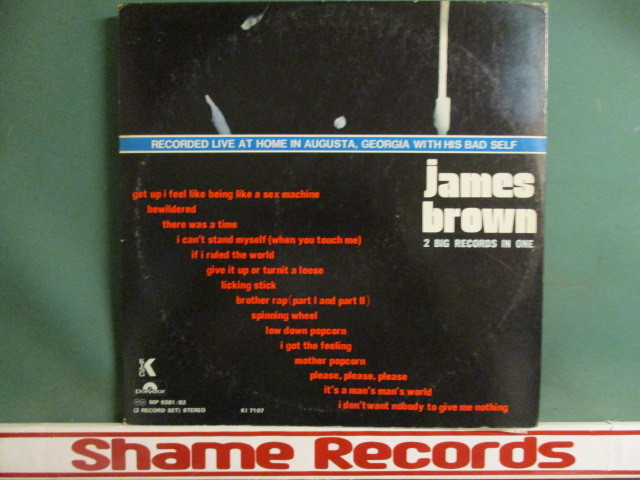 RECORDED LIVE AT HOME IN AUGUSTA, GEORGIA WITH HIS BAD SELF
james
brown
2 BIG RECORDS IN ONE.
get up i feel like being like a sex machine
bewildered
there was a time
i can't stand myself (when you touch me)
if i ruled the world
give it up or turnit a loose
licking stick
brother rap (part I and part II)
spinning wheel
low down popcorn
i got the feeling
mother popcorn
please, please, please
it's a man's man's world
i don't want nobody to give me nothing
KING
polydor
MP 9381/82
(2 RECORD SET) STEREO
KI 7107
Shame Records